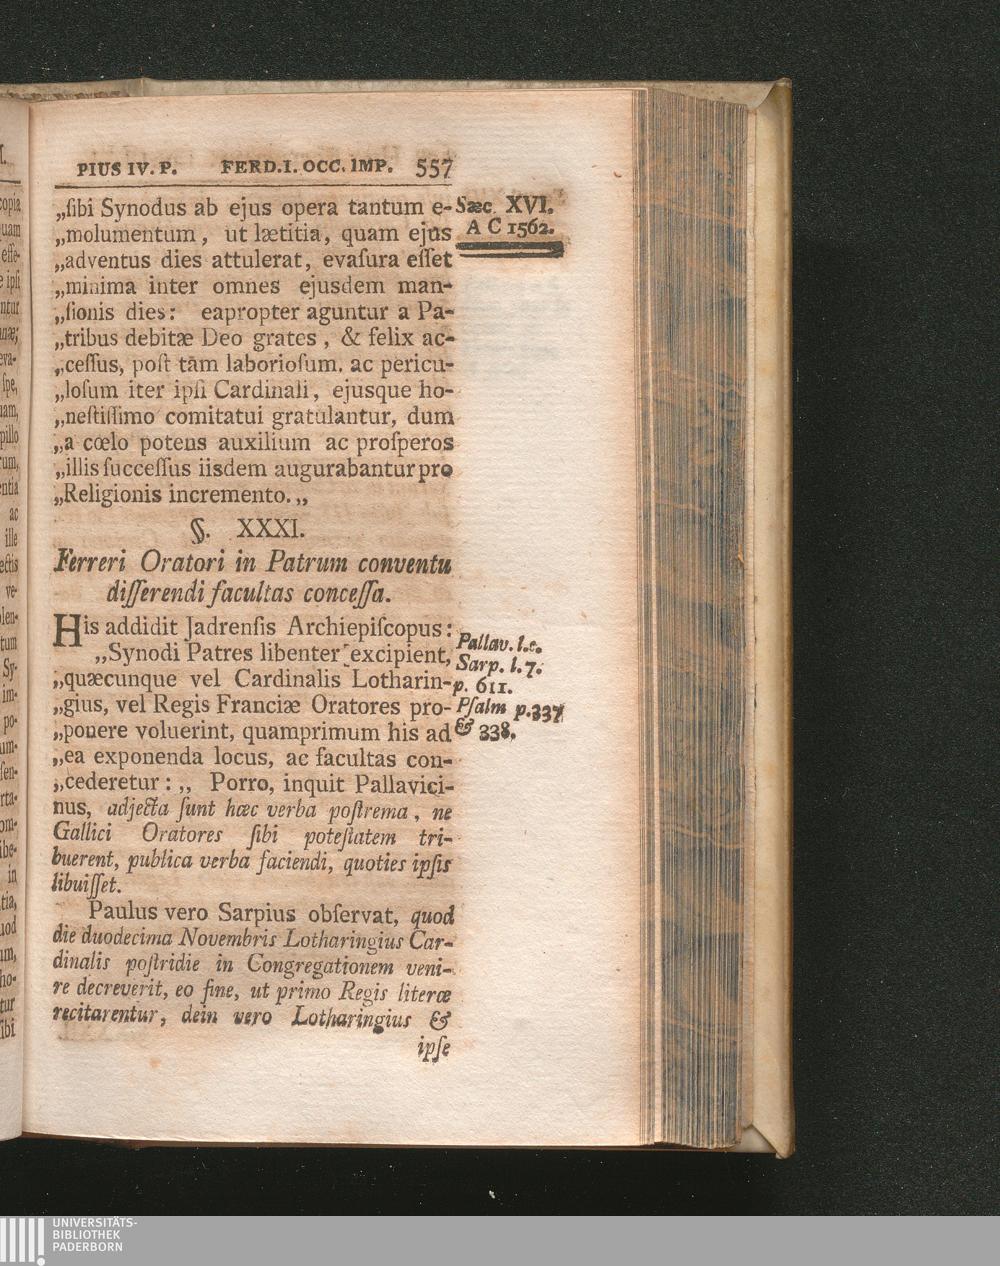 PIUS IV. P. FERD. I. OCC. IMP. 557
„ſibi Synodus ab ejus opera tantum e-
„molumentum, ut lætitia, quam ejus
„adventus dies attulerat, evaſura eſſet
„minima inter omnes ejusdem man-
„ſionis dies: eapropter aguntur a Pa-
„tribus debitæ Deo grates, & felix ac-
„ceſſus, poſt tām laborioſum, ac pericu-
„loſum iter ipſi Cardinali, ejusque ho-
„neſtiſſimo comitatui gratulantur, dum
„a cœlo potens auxilium ac proſperos
„illis ſucceſſus iisdem augurabantur pro
„Religionis incremento.„
Sæc. XVI.
A C 1562.
§. XXXI.
Ferreri Oratori in Patrum conventu
differendi facultas conceſſa.
His addidit Jadrenſis Archiepiſcopus:
„Synodi Patres libenter excipient,
„quæcunque vel Cardinalis Lotharin-
„gius, vel Regis Franciæ Oratores pro-
„ponere voluerint, quamprimum his ad
„ea exponenda locus, ac facultas con-
„cederetur: „ Porro, inquit Pallavici-
nus, adjecta ſunt hæc verba poſtrema, ne
Gallici Oratores ſibi poteſtatem tri-
buerent, publica verba faciendi, quoties ipſis
libuiſſet.
Pallav. l. c.
Sarp. l. 7.
p. 611.
Pſalm p. 337
& 338.
Paulus vero Sarpius obſervat, quod
die duodecima Novembris Lotharingius Car-
dinalis poſtridie in Congregationem veni-
re decreverit, eo fine, ut primo Regis literæ
recitarentur, dein vero Lotharingius &
ipſe
UNIVERSITÄTS-
BIBLIOTHEK
PADERBORN